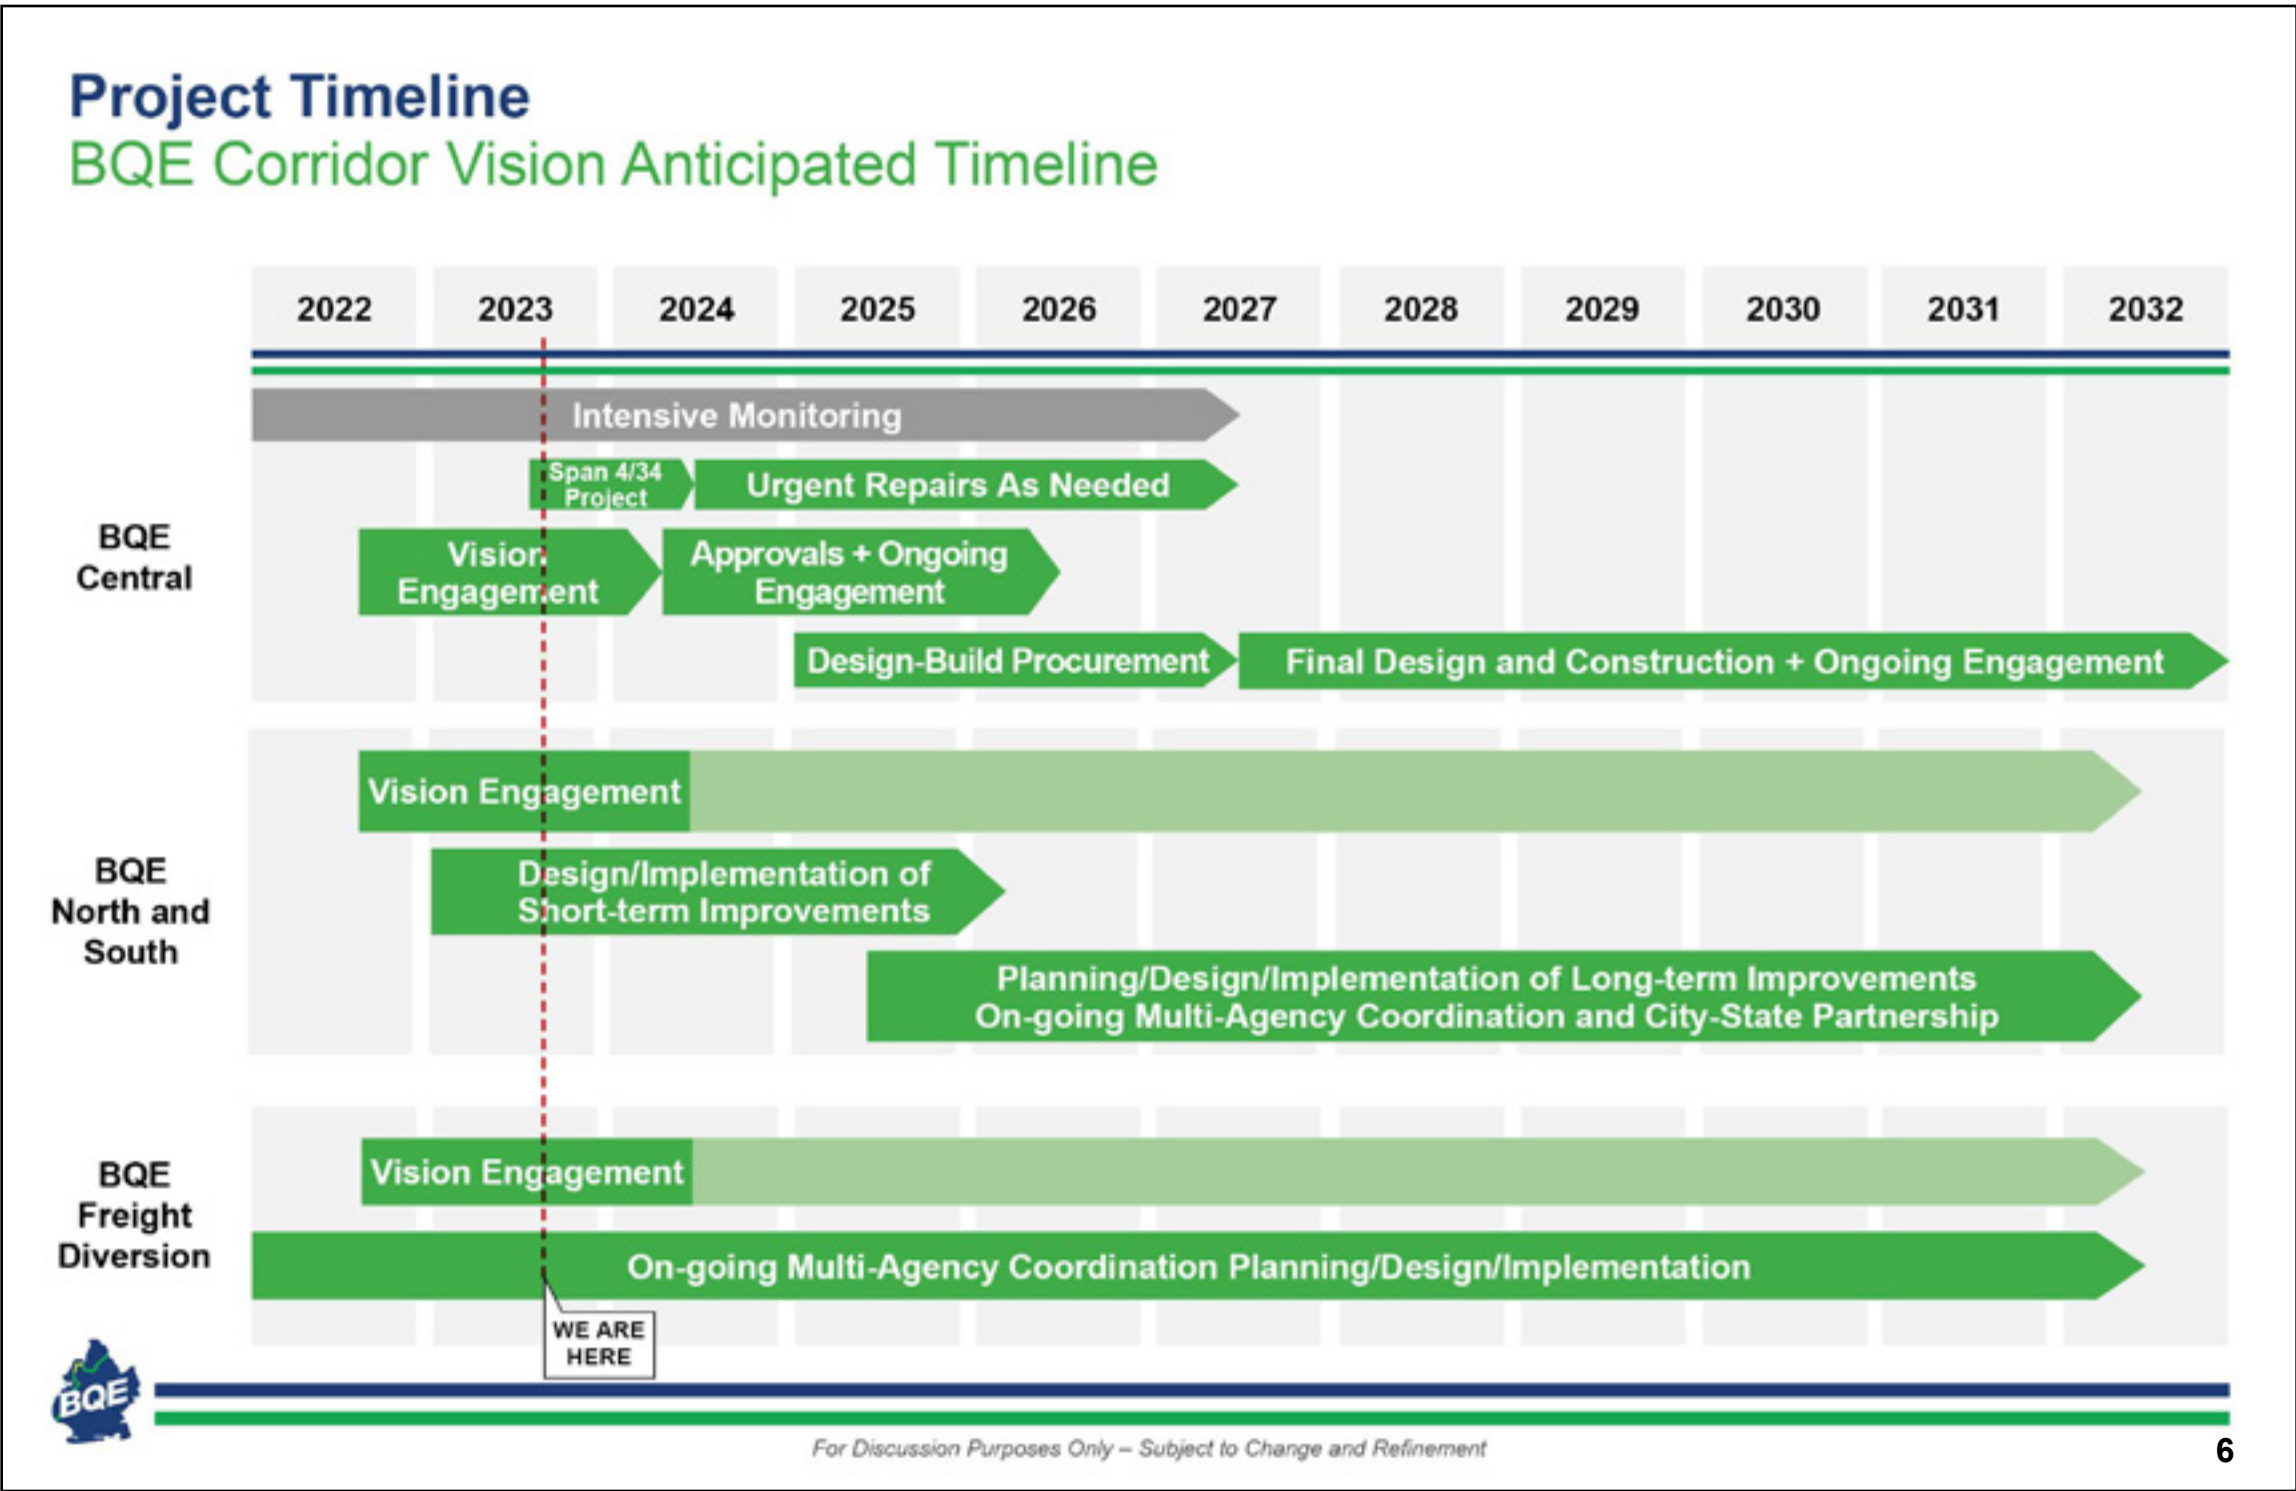 Project Timeline
BQE Corridor Vision Anticipated Timeline
2022 2023 2024 2025 2026 2027 2028 2029 2030 2031 2032
BQE
Central
Intensive Monitoring
Span 4/34
Project
Urgent Repairs As Needed
Vision
Engagement
Approvals + Ongoing
Engagement
Design-Build Procurement
Final Design and Construction + Ongoing Engagement
BQE
North and
South
Vision Engagement
Design/Implementation of
Short-term Improvements
Planning/Design/Implementation of Long-term Improvements
On-going Multi-Agency Coordination and City-State Partnership
BQE
Freight
Diversion
Vision Engagement
On-going Multi-Agency Coordination Planning/Design/Implementation
WE ARE
HERE
BQE
For Discussion Purposes Only – Subject to Change and Refinement
6